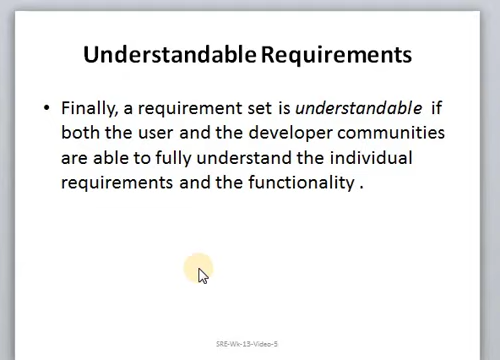 Understandable Requirements
• Finally, a requirement set is understandable if
both the user and the developer communities
are able to fully understand the individual
requirements and the functionality .
SRE-Wk-13-Video-5